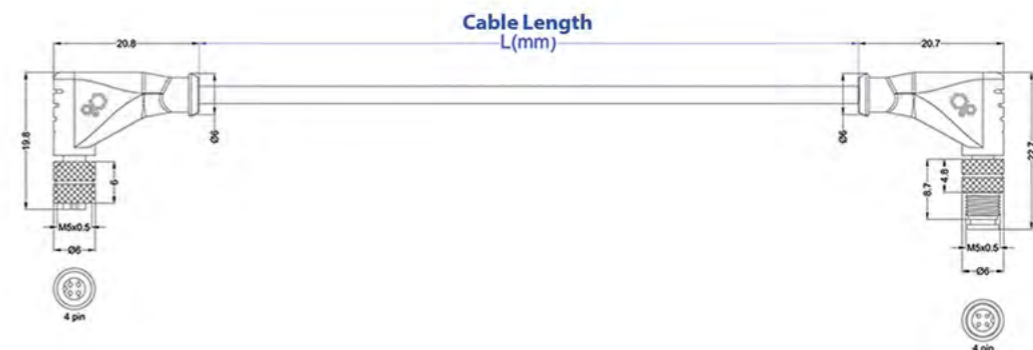 Cable Length
L(mm)
20.8
20.7
19.8
Ø6
6
M5x0.5
Ø6
4 pin
Ø6
22.7
8.7
4.8
M5x0.5
Ø6
4 pin